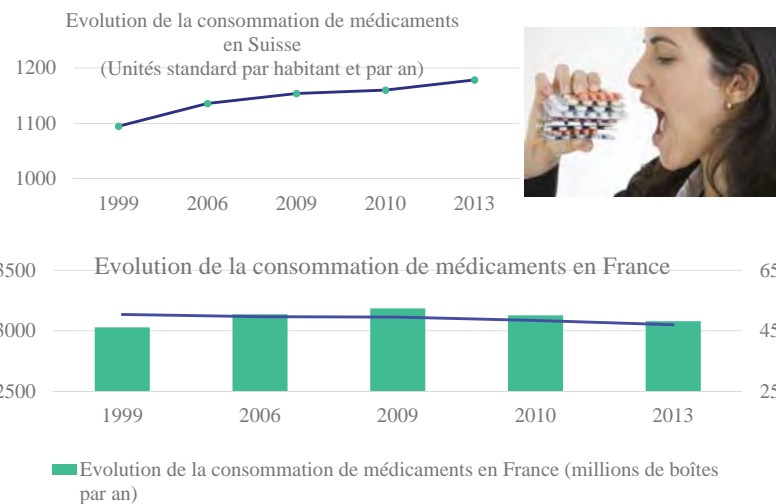 Evolution de la consommation de médicaments
en Suisse
(Unités standard par habitant et par an)
1200
1100
1000
1999 2006 2009 2010 2013
Evolution de la consommation de médicaments en France
3500 65
3000 45
2500 25
1999 2006 2009 2010 2013
Evolution de la consommation de médicaments en France (millions de boîtes
par an)